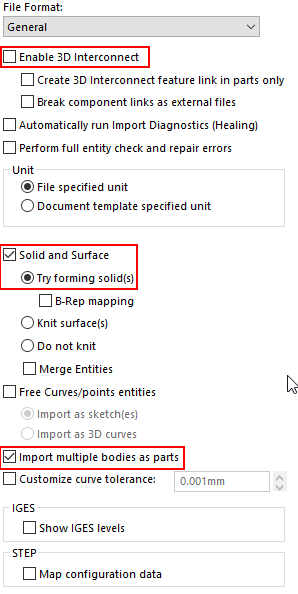 File Format:
General
Enable 3D Interconnect
Create 3D Interconnect feature link in parts only
Break component links as external files
Automatically run Import Diagnostics (Healing)
Perform full entity check and repair errors
Unit
File specified unit
Document template specified unit
Solid and Surface
Try forming solid(s)
B-Rep mapping
Knit surface(s)
Do not knit
Merge Entities
Free Curves/points entities
Import as sketch(es)
Import as 3D curves
Import multiple bodies as parts
Customize curve tolerance: 0.001mm
IGES
Show IGES levels
STEP
Map configuration data